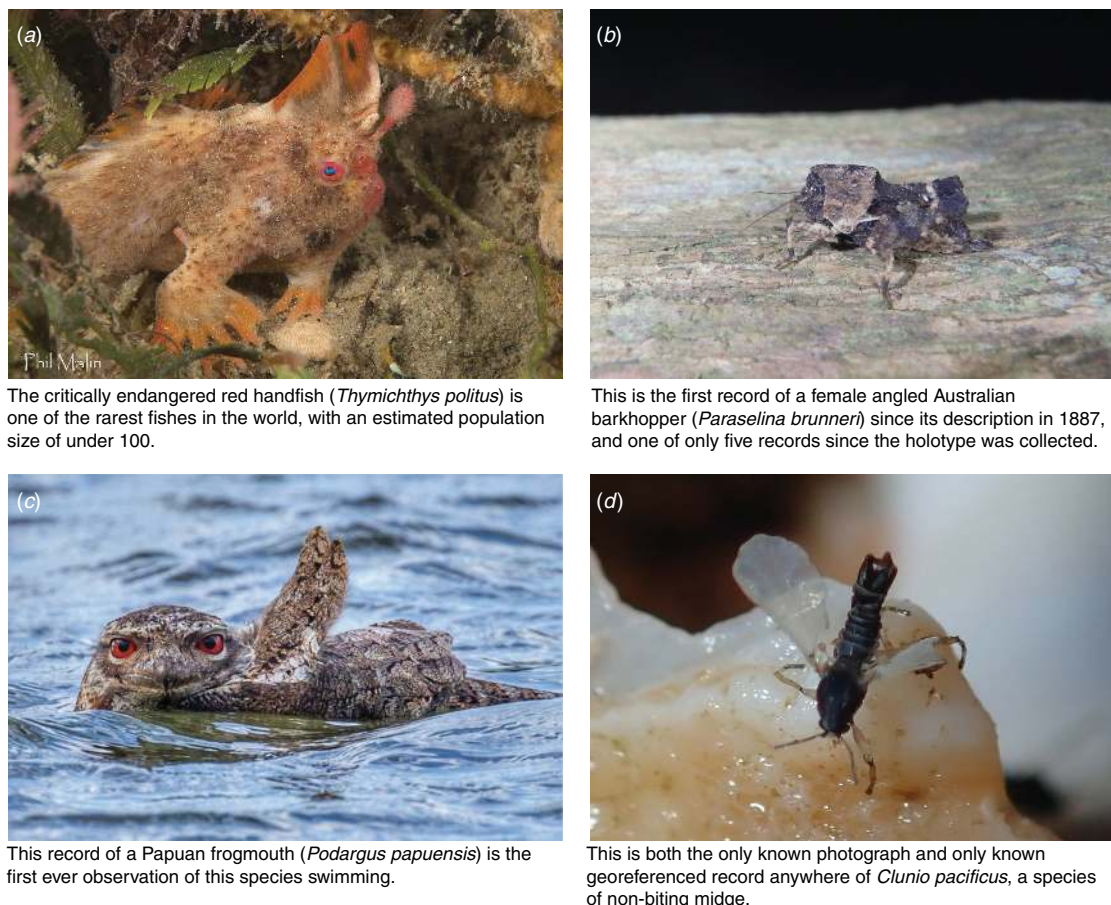 (a)
Phil Malin
The critically endangered red handfish (Thymichthys politus) is
one of the rarest fishes in the world, with an estimated population
size of under 100.
(b)
This is the first record of a female angled Australian
barkhopper (Paraselina brunneri) since its description in 1887,
and one of only five records since the holotype was collected.
(c)
This record of a Papuan frogmouth (Podargus papuensis) is the
first ever observation of this species swimming.
(d)
This is both the only known photograph and only known
georeferenced record anywhere of Clunio pacificus, a species
of non-biting midge.